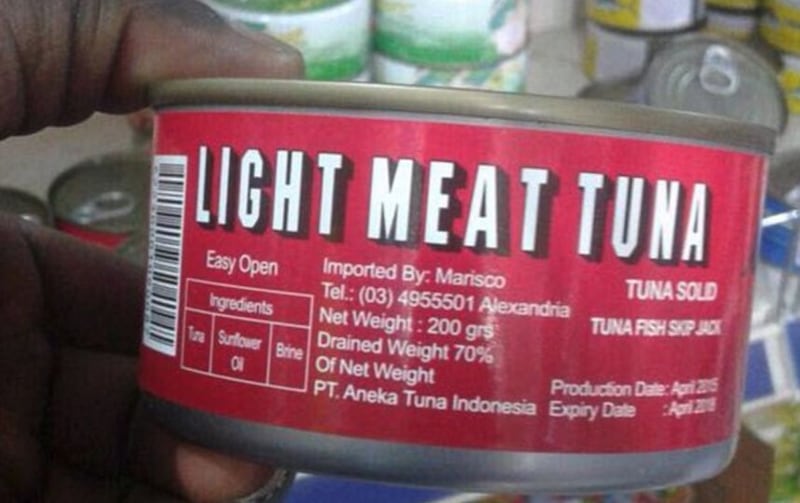 LIGHT MEAT TUNA
Easy Open
Ingredients
Tuna
Sunflower
Oil
Brine
Imported By: Marisco
Tel.: (03) 4955501 Alexandria
Net Weight : 200 grs
Drained Weight 70%
Of Net Weight
PT. Aneka Tuna Indonesia
TUNA SOLID
TUNA FISH SKIP JACK
Production Date: April 2015
Expiry Date : April 2018